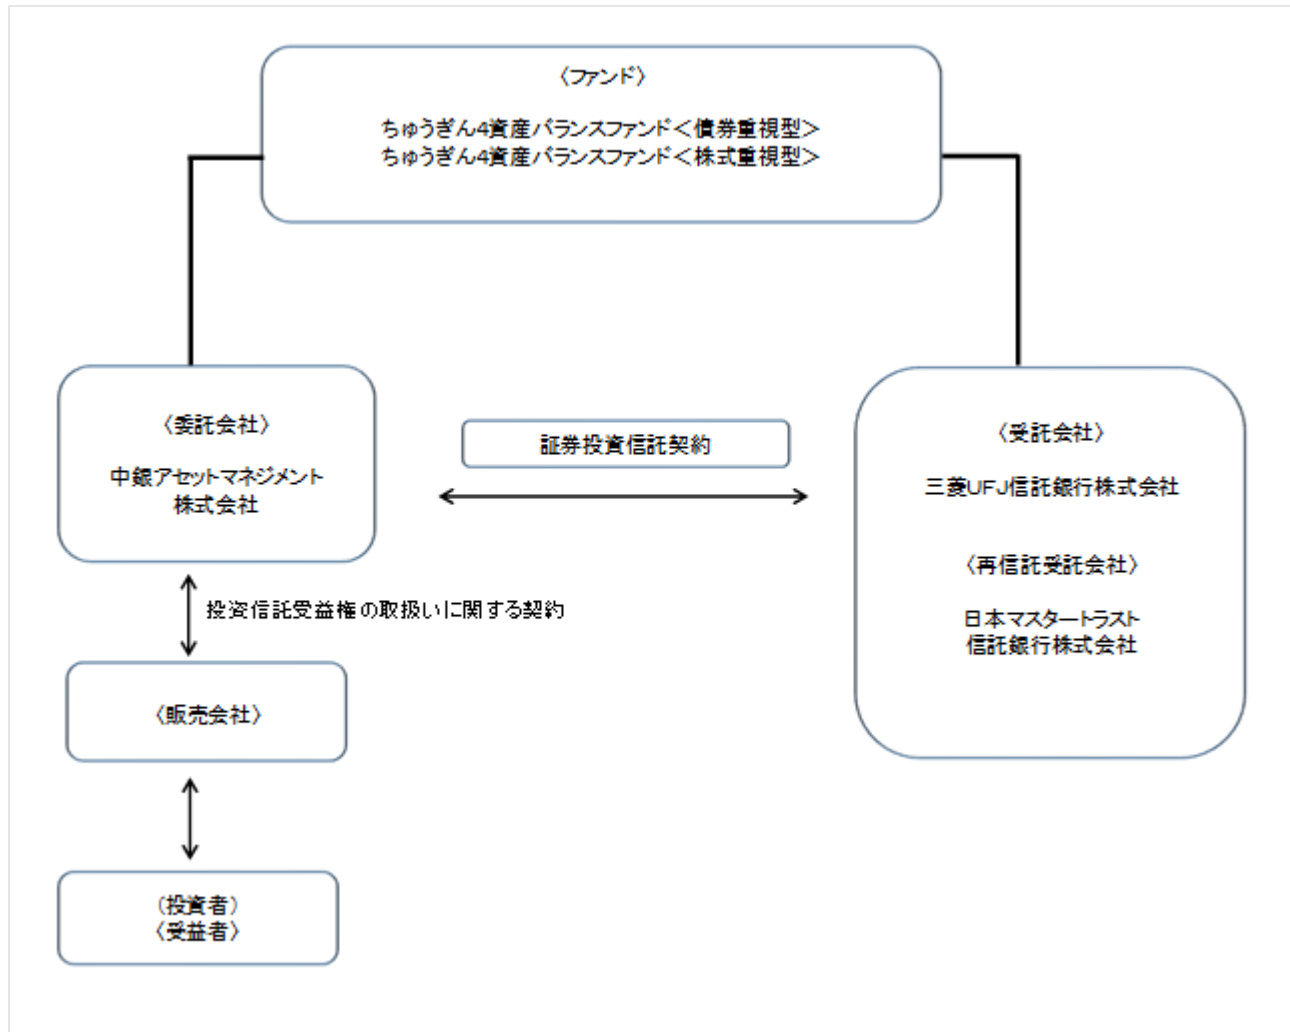 〈ファンド〉
ちゅうぎん4資産バランスファンド＜債券重視型＞
ちゅうぎん4資産バランスファンド＜株式重視型＞
〈委託会社〉
中銀アセットマネジメント
株式会社
証券投資信託契約
〈受託会社〉
三菱UFJ信託銀行株式会社
〈再信託受託会社〉
日本マスタートラスト
信託銀行株式会社
投資信託受益権の取扱いに関する契約
〈販売会社〉
（投資者）
〈受益者〉